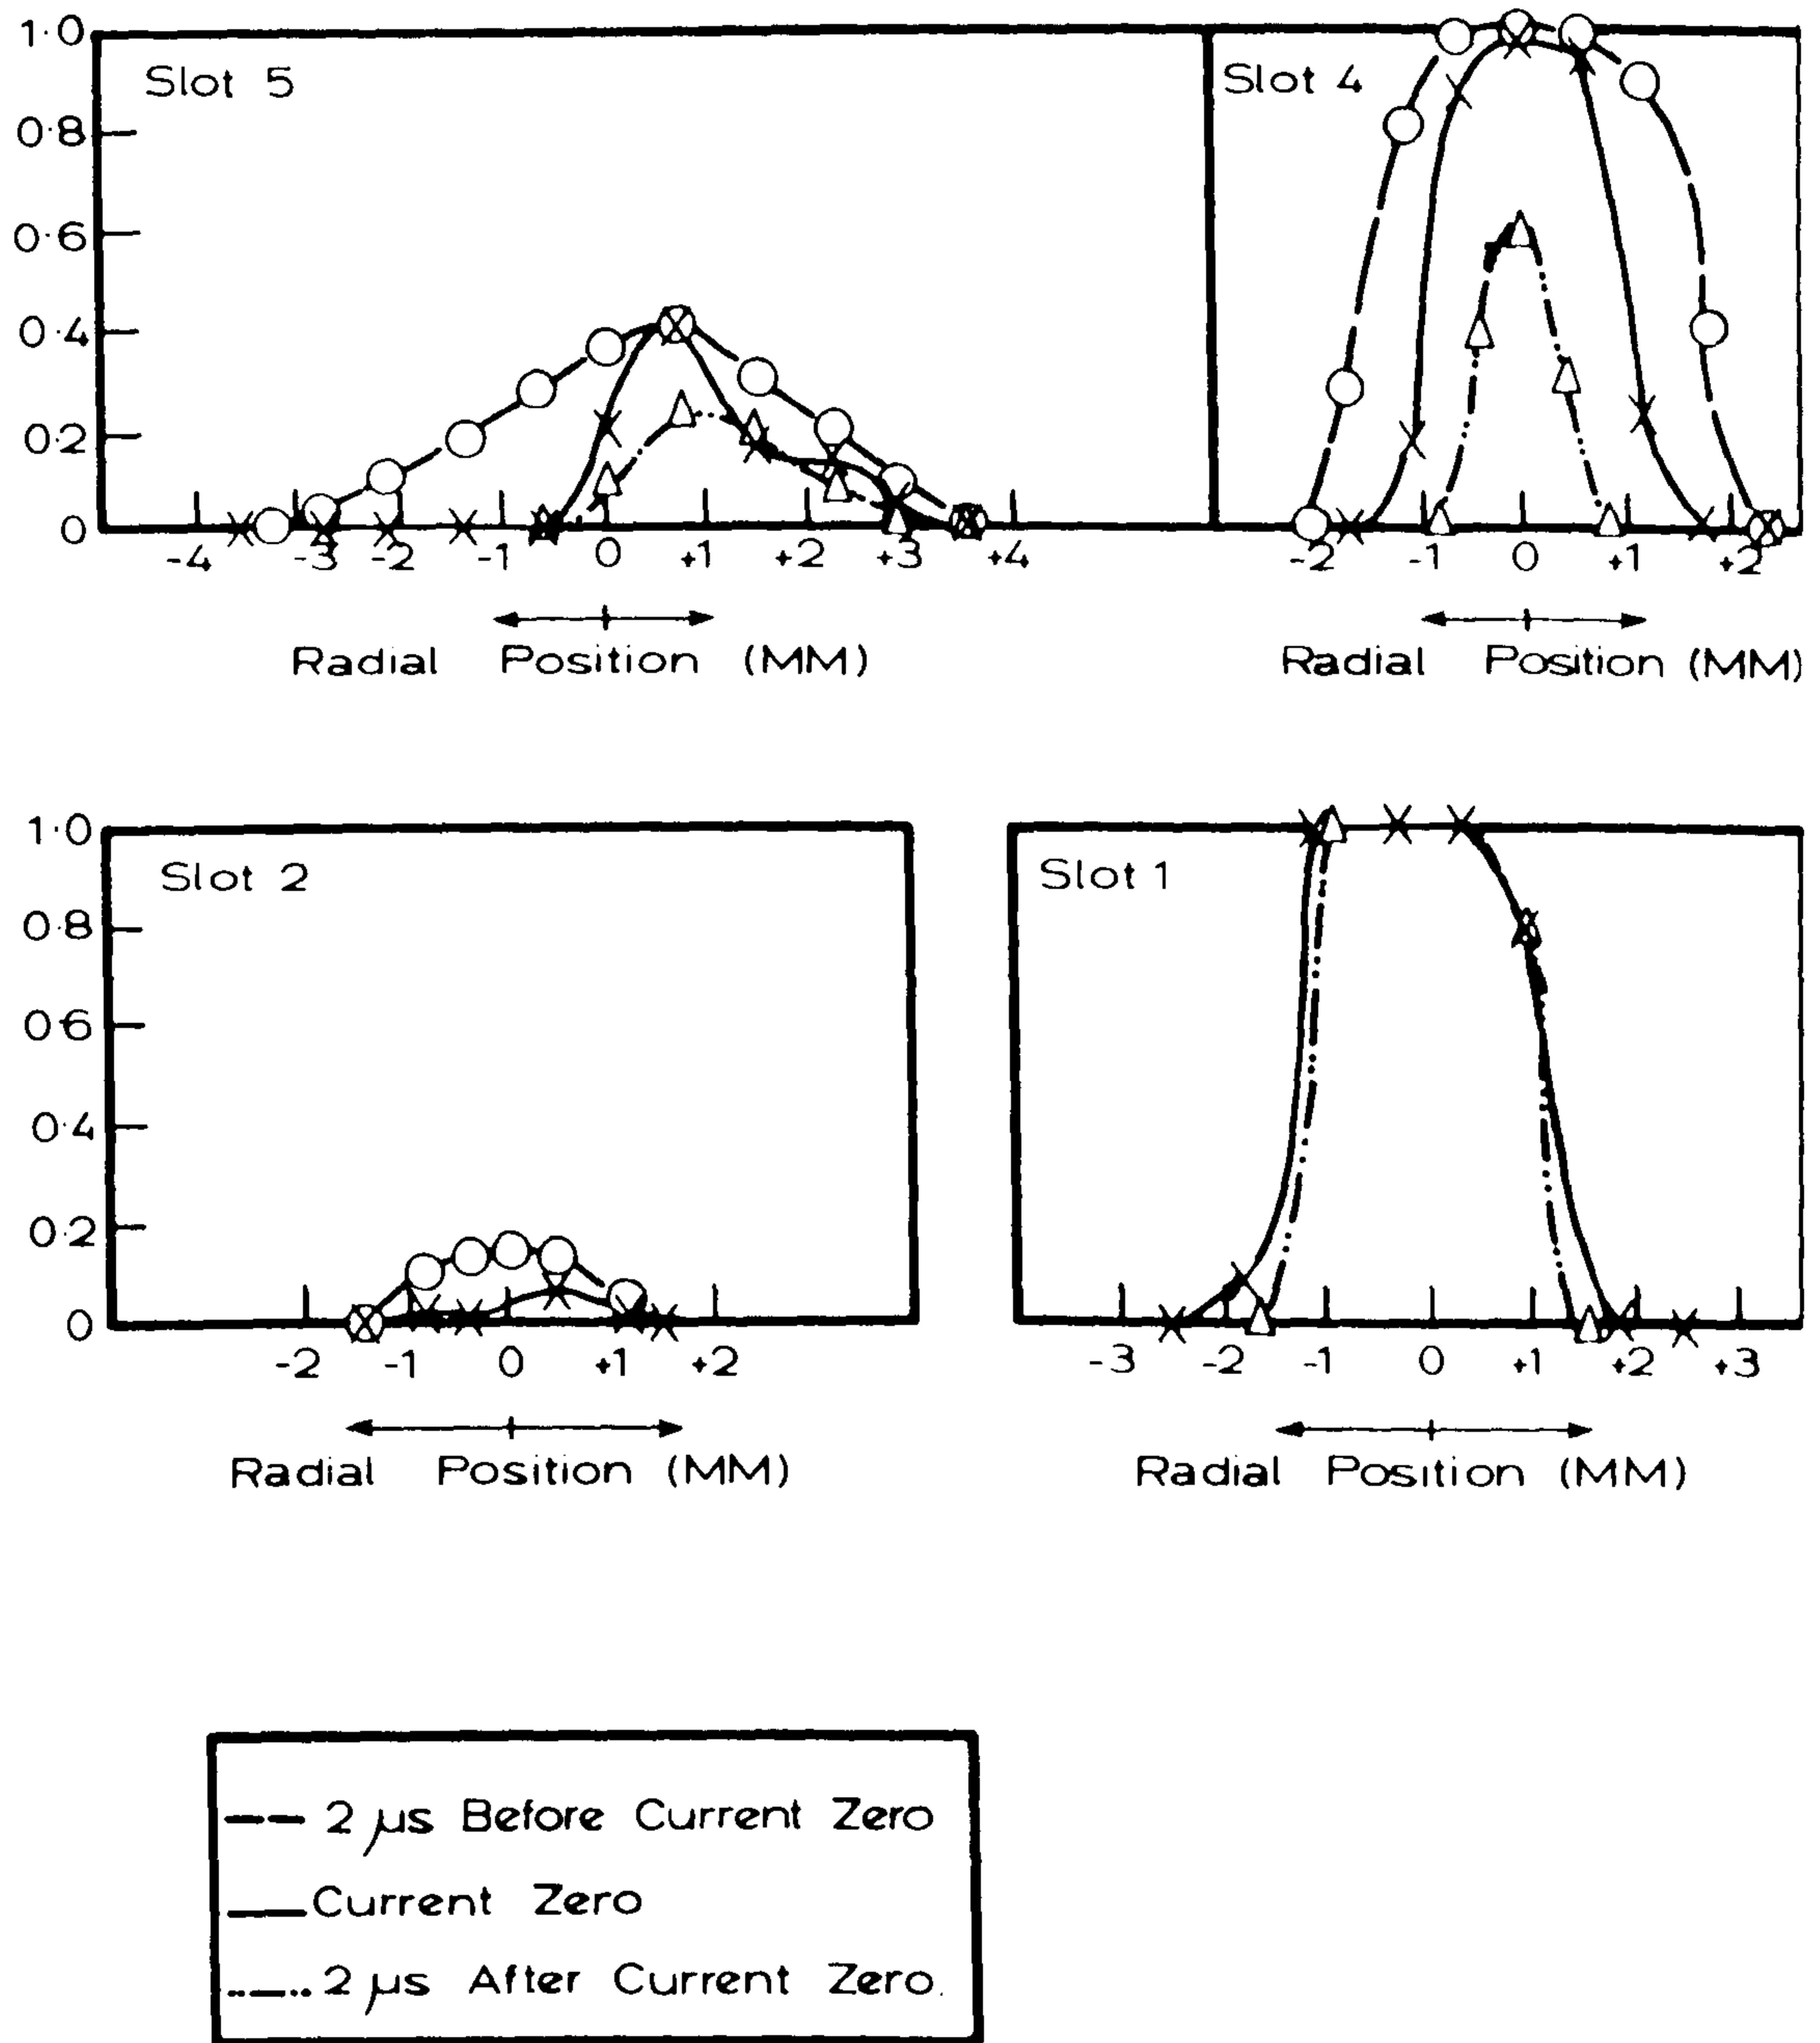 1·0
Slot 5
Slot 4
0·8
0·6
0·4
0·2
0
-4 -3 -2 -1 0 +1 +2 +3 +4
-2 -1 0 +1 +2
Radial Position (MM)
Radial Position (MM)
1·0
Slot 2
Slot 1
0·8
0·6
0·4
0·2
0
-2 -1 0 +1 +2
-3 -2 -1 0 +1 +2 +3
Radial Position (MM)
Radial Position (MM)
2 µs Before Current Zero
Current Zero
2 µs After Current Zero.